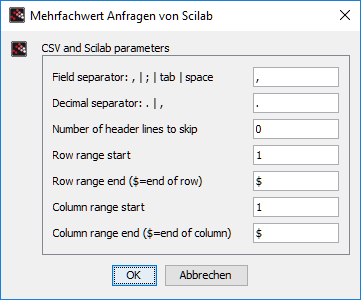 Mehrfachwert Anfragen von Scilab
CSV and Scilab parameters
Field separator: , | ; | tab | space ,
Decimal separator: . | , .
Number of header lines to skip 0
Row range start 1
Row range end ($=end of row) $
Column range start 1
Column range end ($=end of column) $
OK Abbrechen